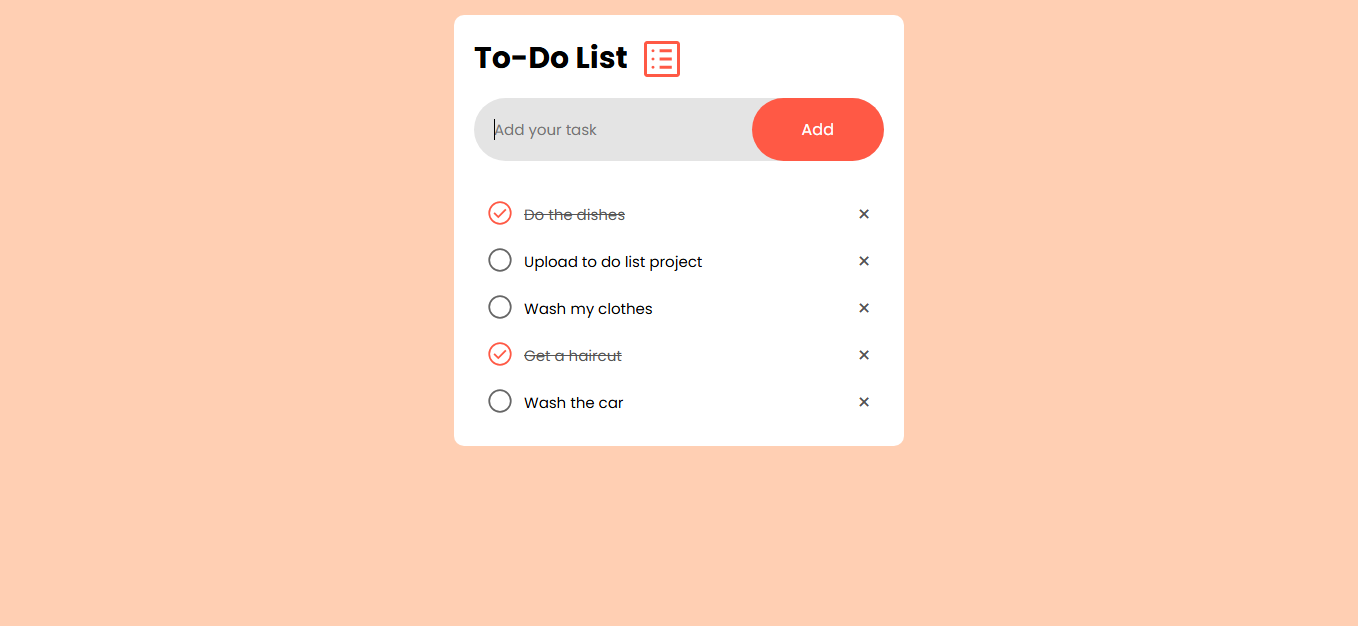 To-Do List
Add your task
Add
Do the dishes
Upload to do list project
Wash my clothes
Get a haircut
Wash the car